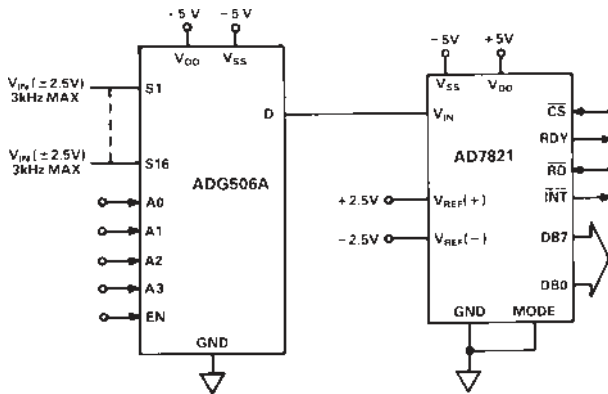 ·5V
−5V
VDD
VSS
VIN (±2.5V)
3kHz MAX
S1
VIN (±2.5V)
3kHz MAX
S16
D
ADG506A
A0
A1
A2
A3
EN
GND
−5V
+5V
VSS
VDD
VIN
AD7821
CS
RDY
RD
INT
+2.5V
VREF(+)
−2.5V
VREF(−)
DB7
DB0
GND
MODE